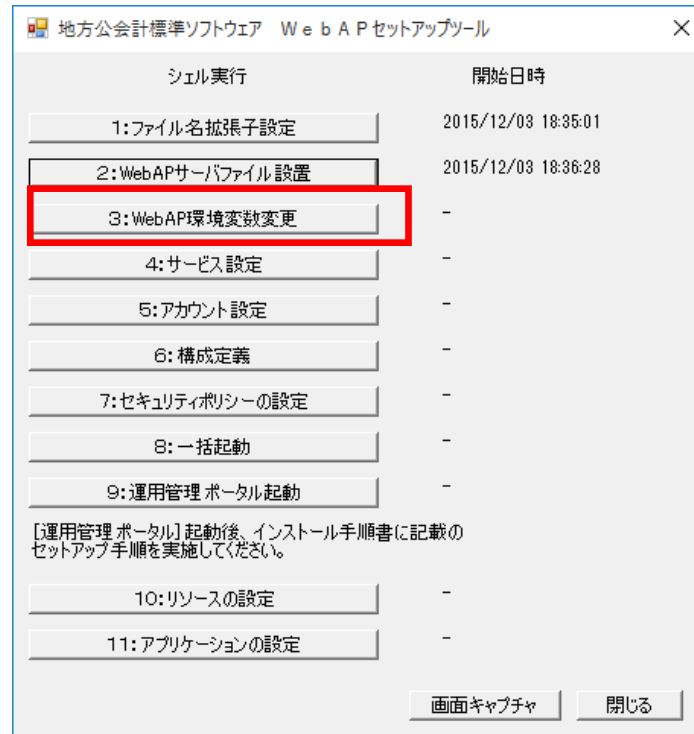 地方公会計標準ソフトウェア　ＷｅｂＡＰセットアップツール
シェル実行 開始日時
1:ファイル名拡張子設定 2015/12/03 18:35:01
2:WebAPサーバファイル設置 2015/12/03 18:36:28
3:WebAP環境変数変更 -
4:サービス設定 -
5:アカウント設定 -
6:構成定義 -
7:セキュリティポリシーの設定 -
8:一括起動 -
9:運用管理ポータル起動 -
[運用管理ポータル]起動後、インストール手順書に記載の
セットアップ手順を実施してください。
10:リソースの設定 -
11:アプリケーションの設定 -
画面キャプチャ 閉じる